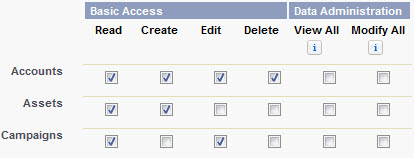 Basic Access Data Administration
Read Create Edit Delete View All Modify All
i i
Accounts
Assets
Campaigns